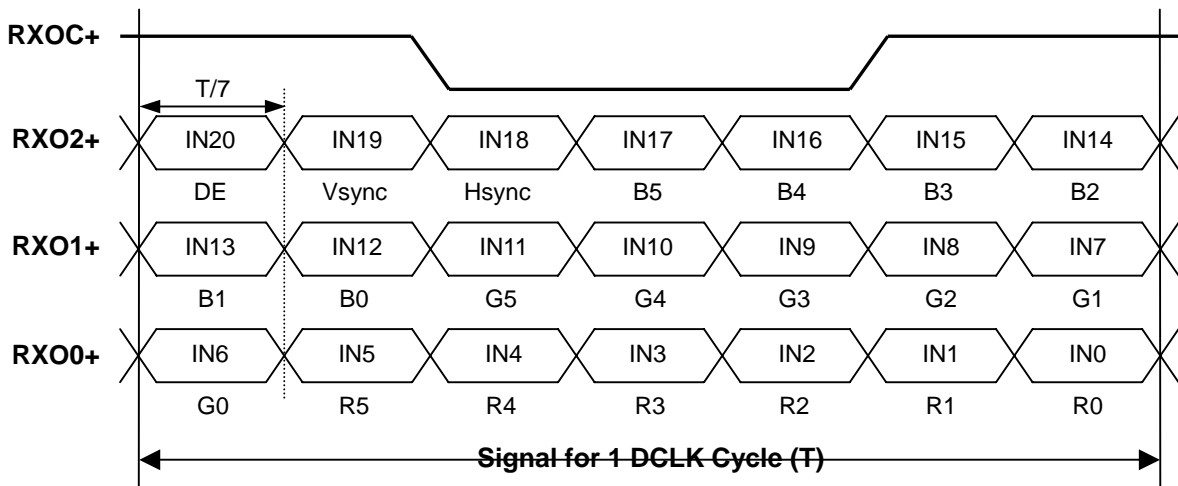 RXOC+
T/7
RXO2+ IN20 IN19 IN18 IN17 IN16 IN15 IN14
DE Vsync Hsync B5 B4 B3 B2
RXO1+ IN13 IN12 IN11 IN10 IN9 IN8 IN7
B1 B0 G5 G4 G3 G2 G1
RXO0+ IN6 IN5 IN4 IN3 IN2 IN1 IN0
G0 R5 R4 R3 R2 R1 R0
Signal for 1 DCLK Cycle (T)